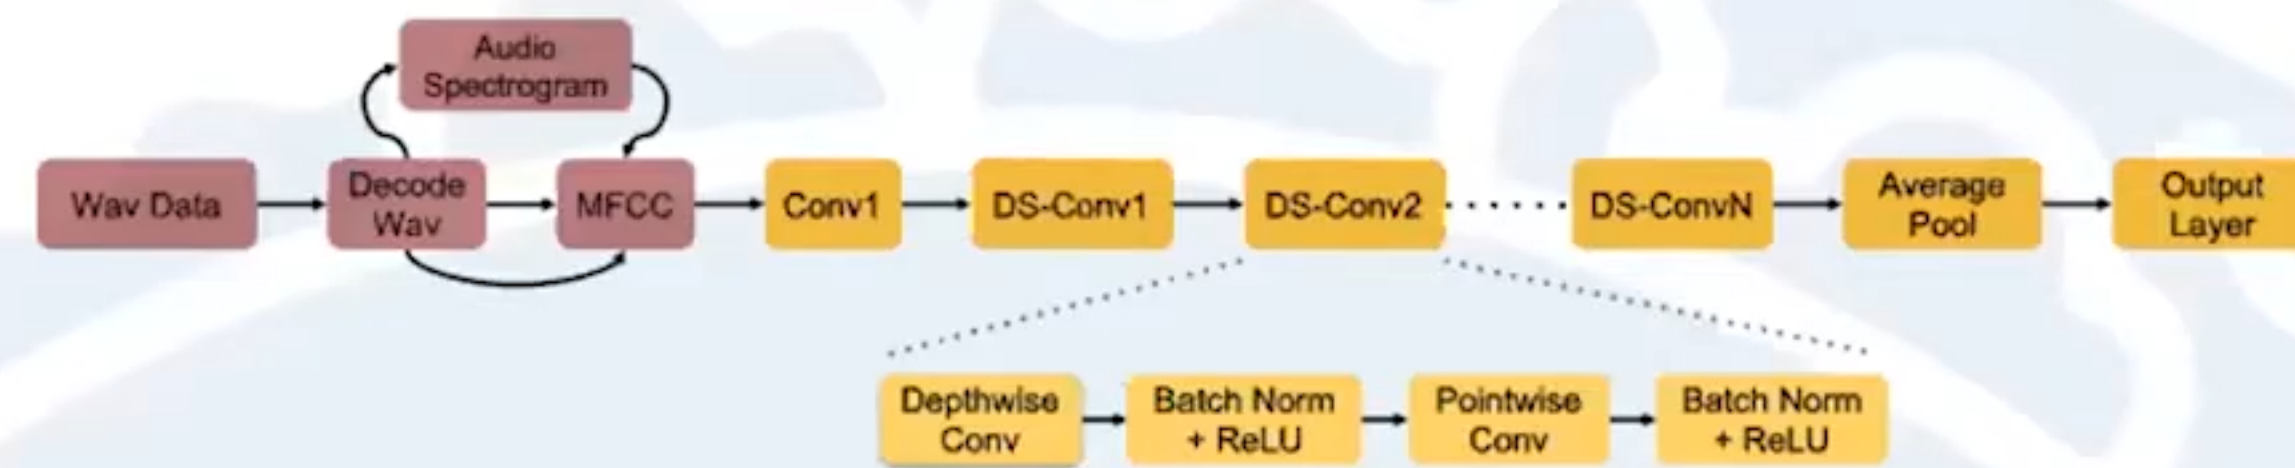 Audio
Spectrogram
Wav Data
Decode
Wav
MFCC
Conv1
DS-Conv1
DS-Conv2
DS-ConvN
Average
Pool
Output
Layer
Depthwise
Conv
Batch Norm
+ ReLU
Pointwise
Conv
Batch Norm
+ ReLU